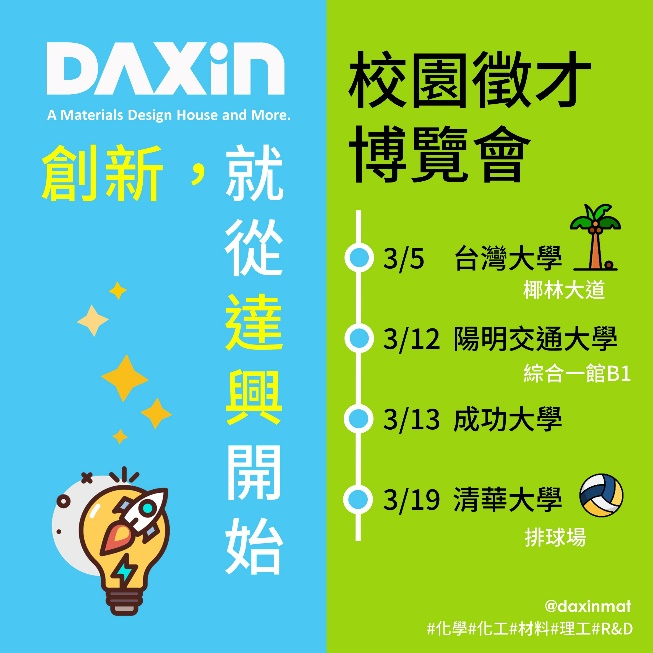 DAXiN
A Materials Design House and More.
創新，就從達興開始
校園徵才
博覽會
3/5 台灣大學
椰林大道
3/12 陽明交通大學
綜合一館B1
3/13 成功大學
3/19 清華大學
排球場
@daxinmat
#化學#化工#材料#理工#R&D